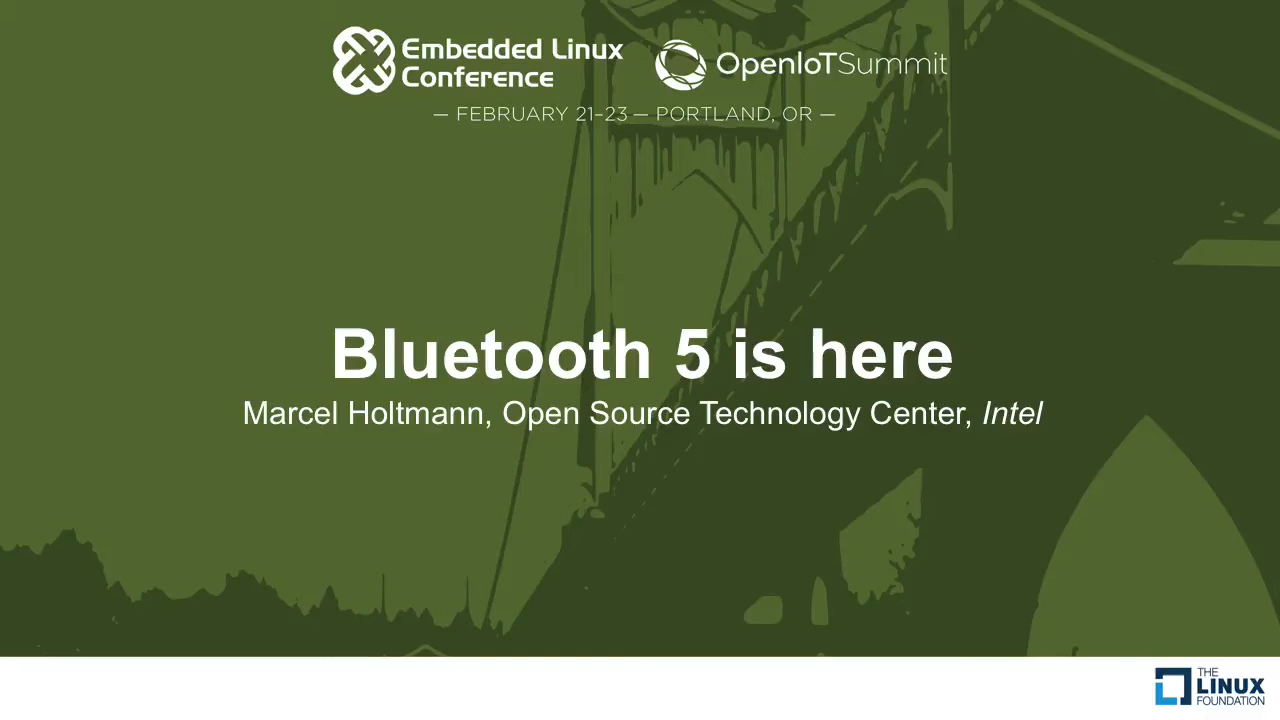 Embedded Linux
Conference
OpenIoTSummit
— FEBRUARY 21–23 — PORTLAND, OR —
Bluetooth 5 is here
Marcel Holtmann, Open Source Technology Center, Intel
THE
LINUX
FOUNDATION